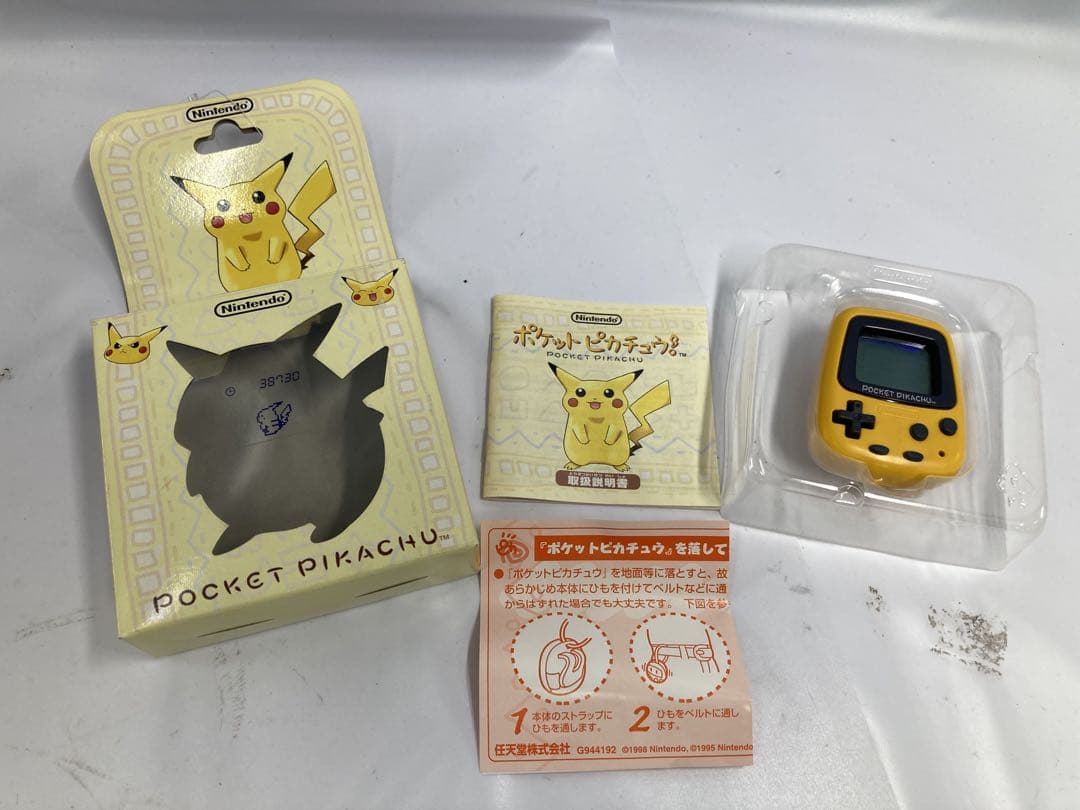 Nintendo
Nintendo
38730
POCKET PIKACHU™
Nintendo
ポケットピカチュウ!™
POCKET PIKACHU
取扱説明書
POCKET PIKACHU™
『ポケットピカチュウ』を落して
●『ポケットピカチュウ』を地面等に落とすと、故
あらかじめ本体にひもを付けてベルトなどに通
からはずれた場合でも大丈夫です。 下図を参
1 本体のストラップに
ひもを通します。
2 ひもをベルトに通し
ます。
任天堂株式会社 G944192 ©1998 Nintendo, ©1995 Nintendo